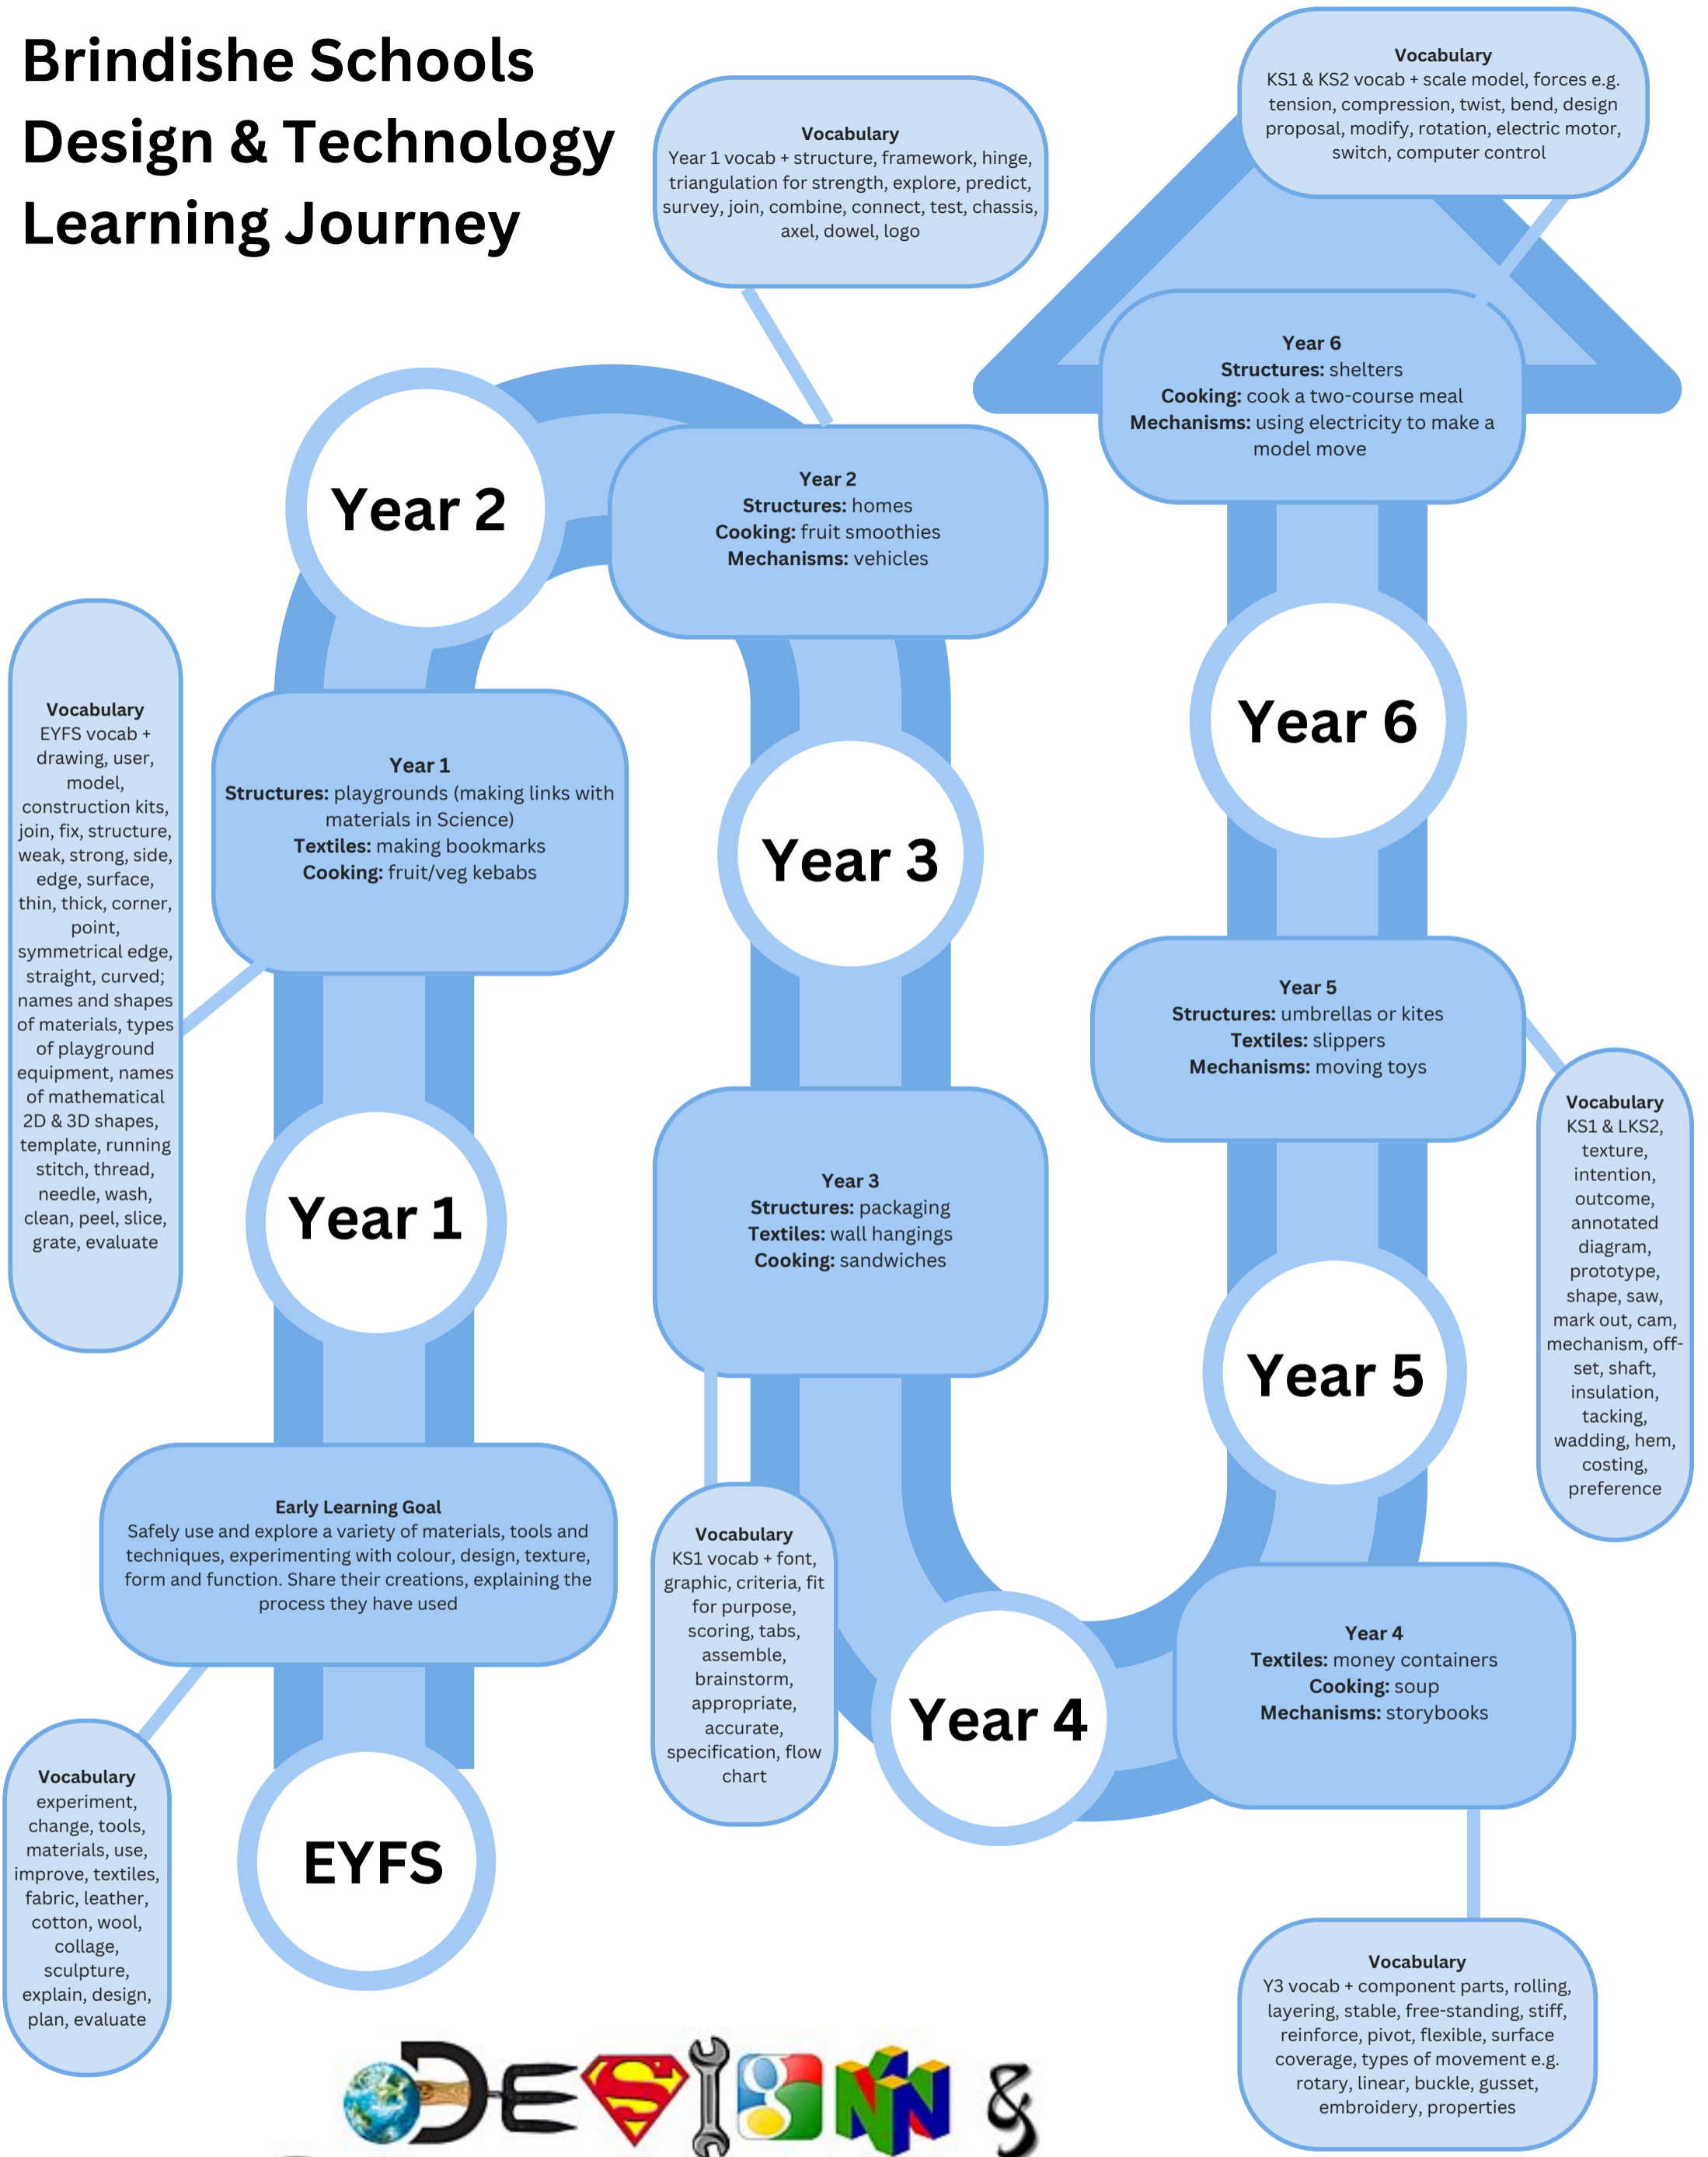 Brindishe Schools
Design & Technology
Learning Journey
Vocabulary
KS1 & KS2 vocab + scale model, forces e.g.
tension, compression, twist, bend, design
proposal, modify, rotation, electric motor,
switch, computer control
Vocabulary
Year 1 vocab + structure, framework, hinge,
triangulation for strength, explore, predict,
survey, join, combine, connect, test, chassis,
axel, dowel, logo
Year 6
Structures: shelters
Cooking: cook a two-course meal
Mechanisms: using electricity to make a
model move
Year 2
Year 2
Structures: homes
Cooking: fruit smoothies
Mechanisms: vehicles
Year 6
Vocabulary
EYFS vocab +
drawing, user,
model,
construction kits,
join, fix, structure,
weak, strong, side,
edge, surface,
thin, thick, corner,
point,
symmetrical edge,
straight, curved;
names and shapes
of materials, types
of playground
equipment, names
of mathematical
2D & 3D shapes,
template, running
stitch, thread,
needle, wash,
clean, peel, slice,
grate, evaluate
Year 1
Structures: playgrounds (making links with
materials in Science)
Textiles: making bookmarks
Cooking: fruit/veg kebabs
Year 3
Year 5
Structures: umbrellas or kites
Textiles: slippers
Mechanisms: moving toys
Vocabulary
KS1 & LKS2,
texture,
intention,
outcome,
annotated
diagram,
prototype,
shape, saw,
mark out, cam,
mechanism, off-
set, shaft,
insulation,
tacking,
wadding, hem,
costing,
preference
Year 1
Year 3
Structures: packaging
Textiles: wall hangings
Cooking: sandwiches
Year 5
Early Learning Goal
Safely use and explore a variety of materials, tools and
techniques, experimenting with colour, design, texture,
form and function. Share their creations, explaining the
process they have used
Vocabulary
KS1 vocab + font,
graphic, criteria, fit
for purpose,
scoring, tabs,
assemble,
brainstorm,
appropriate,
accurate,
specification, flow
chart
Year 4
Year 4
Textiles: money containers
Cooking: soup
Mechanisms: storybooks
Vocabulary
experiment,
change, tools,
materials, use,
improve, textiles,
fabric, leather,
cotton, wool,
collage,
sculpture,
explain, design,
plan, evaluate
EYFS
Vocabulary
Y3 vocab + component parts, rolling,
layering, stable, free-standing, stiff,
reinforce, pivot, flexible, surface
coverage, types of movement e.g.
rotary, linear, buckle, gusset,
embroidery, properties
DESIGN &